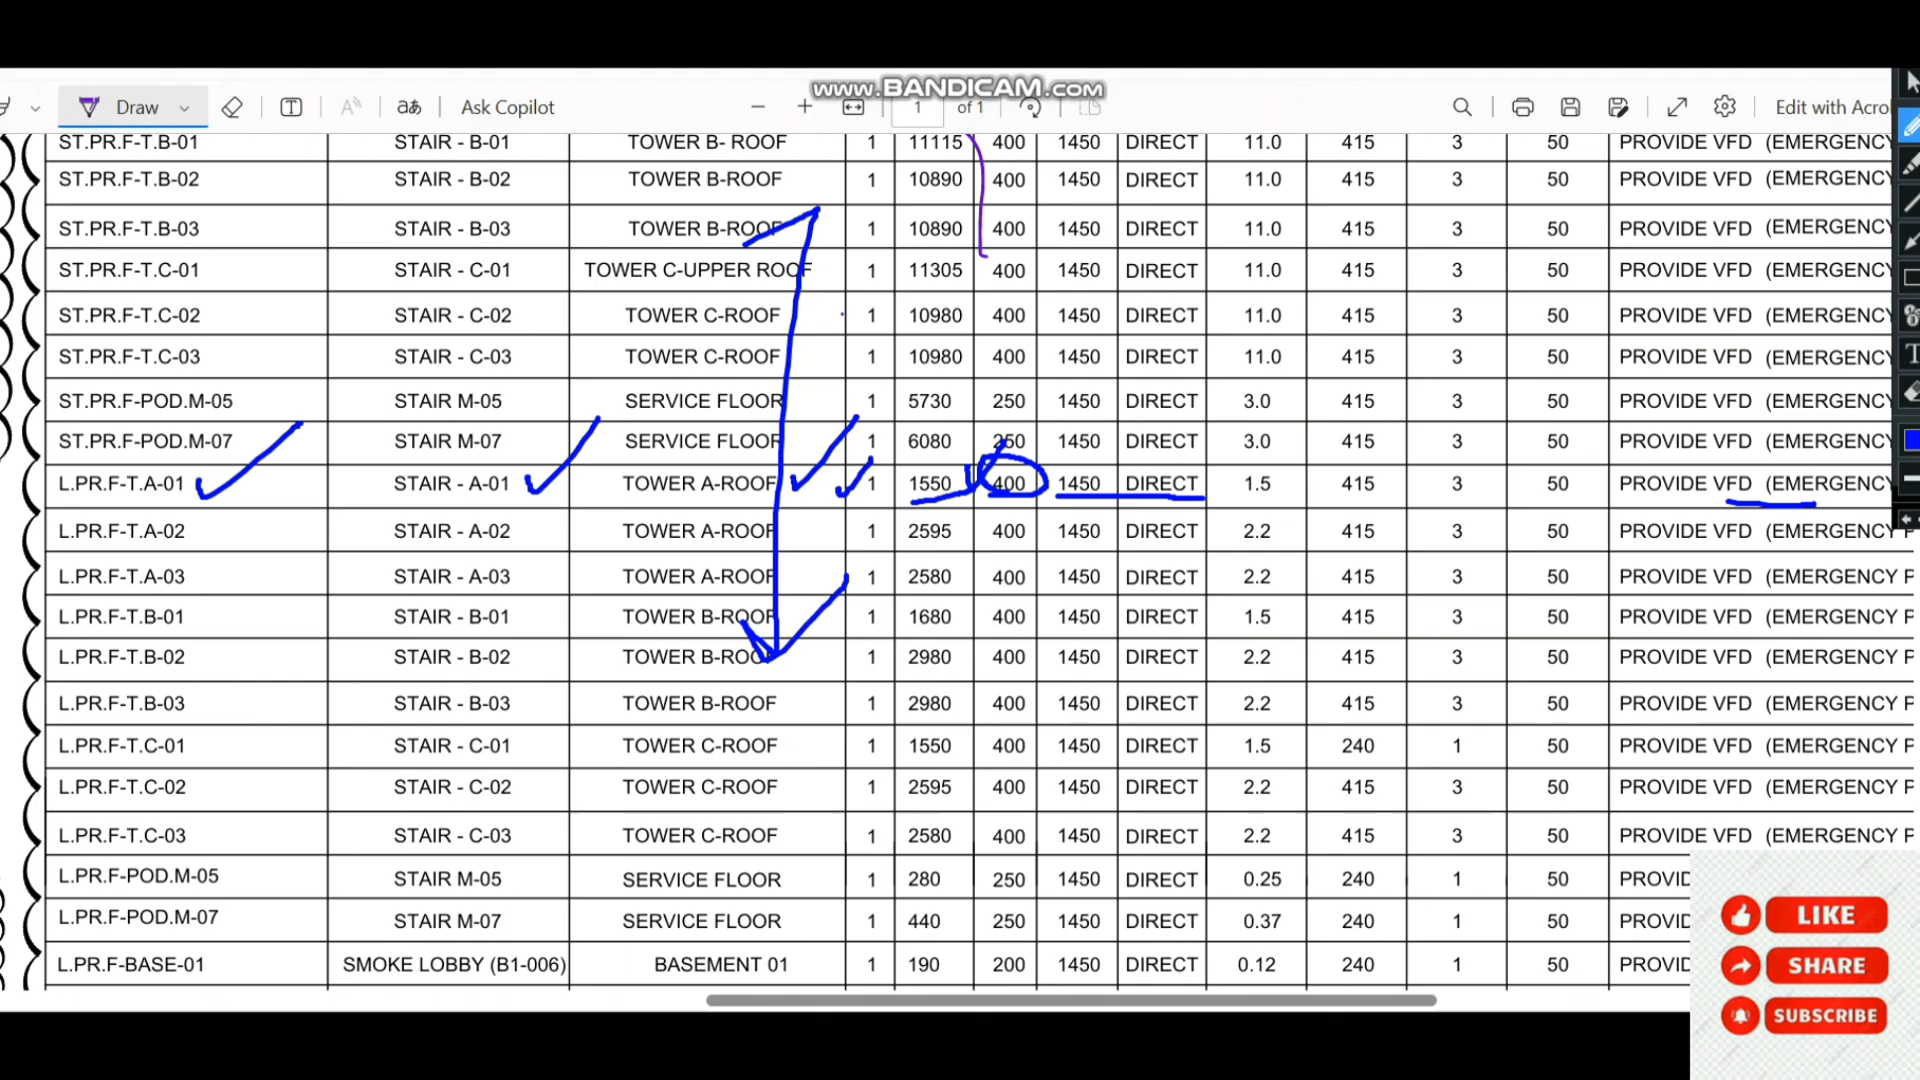 www.BANDICAM.com
Draw aあ Ask Copilot 1 of 1 Edit with Acro
ST.PR.F-T.B-01 STAIR - B-01 TOWER B- ROOF 1 11115 400 1450 DIRECT 11.0 415 3 50 PROVIDE VFD (EMERGENCY
ST.PR.F-T.B-02 STAIR - B-02 TOWER B-ROOF 1 10890 400 1450 DIRECT 11.0 415 3 50 PROVIDE VFD (EMERGENCY
ST.PR.F-T.B-03 STAIR - B-03 TOWER B-ROOF 1 10890 400 1450 DIRECT 11.0 415 3 50 PROVIDE VFD (EMERGENCY
ST.PR.F-T.C-01 STAIR - C-01 TOWER C-UPPER ROOF 1 11305 400 1450 DIRECT 11.0 415 3 50 PROVIDE VFD (EMERGENCY
ST.PR.F-T.C-02 STAIR - C-02 TOWER C-ROOF 1 10980 400 1450 DIRECT 11.0 415 3 50 PROVIDE VFD (EMERGENCY
ST.PR.F-T.C-03 STAIR - C-03 TOWER C-ROOF 1 10980 400 1450 DIRECT 11.0 415 3 50 PROVIDE VFD (EMERGENCY
ST.PR.F-POD.M-05 STAIR M-05 SERVICE FLOOR 1 5730 250 1450 DIRECT 3.0 415 3 50 PROVIDE VFD (EMERGENCY
ST.PR.F-POD.M-07 STAIR M-07 SERVICE FLOOR 1 6080 250 1450 DIRECT 3.0 415 3 50 PROVIDE VFD (EMERGENCY
L.PR.F-T.A-01 STAIR - A-01 TOWER A-ROOF 1 1550 400 1450 DIRECT 1.5 415 3 50 PROVIDE VFD (EMERGENCY
L.PR.F-T.A-02 STAIR - A-02 TOWER A-ROOF 1 2595 400 1450 DIRECT 2.2 415 3 50 PROVIDE VFD (EMERGENCY P
L.PR.F-T.A-03 STAIR - A-03 TOWER A-ROOF 1 2580 400 1450 DIRECT 2.2 415 3 50 PROVIDE VFD (EMERGENCY P
L.PR.F-T.B-01 STAIR - B-01 TOWER B-ROOF 1 1680 400 1450 DIRECT 1.5 415 3 50 PROVIDE VFD (EMERGENCY P
L.PR.F-T.B-02 STAIR - B-02 TOWER B-ROOF 1 2980 400 1450 DIRECT 2.2 415 3 50 PROVIDE VFD (EMERGENCY P
L.PR.F-T.B-03 STAIR - B-03 TOWER B-ROOF 1 2980 400 1450 DIRECT 2.2 415 3 50 PROVIDE VFD (EMERGENCY P
L.PR.F-T.C-01 STAIR - C-01 TOWER C-ROOF 1 1550 400 1450 DIRECT 1.5 240 1 50 PROVIDE VFD (EMERGENCY P
L.PR.F-T.C-02 STAIR - C-02 TOWER C-ROOF 1 2595 400 1450 DIRECT 2.2 415 3 50 PROVIDE VFD (EMERGENCY P
L.PR.F-T.C-03 STAIR - C-03 TOWER C-ROOF 1 2580 400 1450 DIRECT 2.2 415 3 50 PROVIDE VFD (EMERGENCY P
L.PR.F-POD.M-05 STAIR M-05 SERVICE FLOOR 1 280 250 1450 DIRECT 0.25 240 1 50 PROVID
L.PR.F-POD.M-07 STAIR M-07 SERVICE FLOOR 1 440 250 1450 DIRECT 0.37 240 1 50 PROVID
L.PR.F-BASE-01 SMOKE LOBBY (B1-006) BASEMENT 01 1 190 200 1450 DIRECT 0.12 240 1 50 PROVID
LIKE
SHARE
SUBSCRIBE